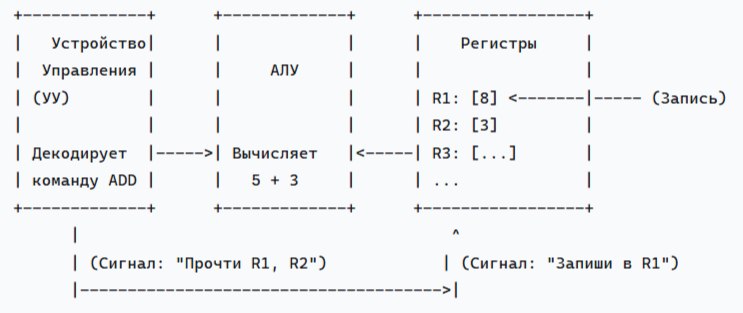 +-------------+      +-------------+      +-----------------+
|   Устройство|      |             |      |    Регистры     |
|  Управления |      |     АЛУ     |      |                 |
| (УУ)        |      |             |      | R1: [8] <-------|----- (Запись)
|             |      |             |      | R2: [3]         |
| Декодирует  |----->| Вычисляет   |<-----| R3: [...]       |
| команду ADD |      |   5 + 3     |      | ...             |
+-------------+      +-------------+      +-----------------+
      |                                       ^
      | (Сигнал: "Прочти R1, R2")            | (Сигнал: "Запиши в R1")
      |-------------------------------------->|